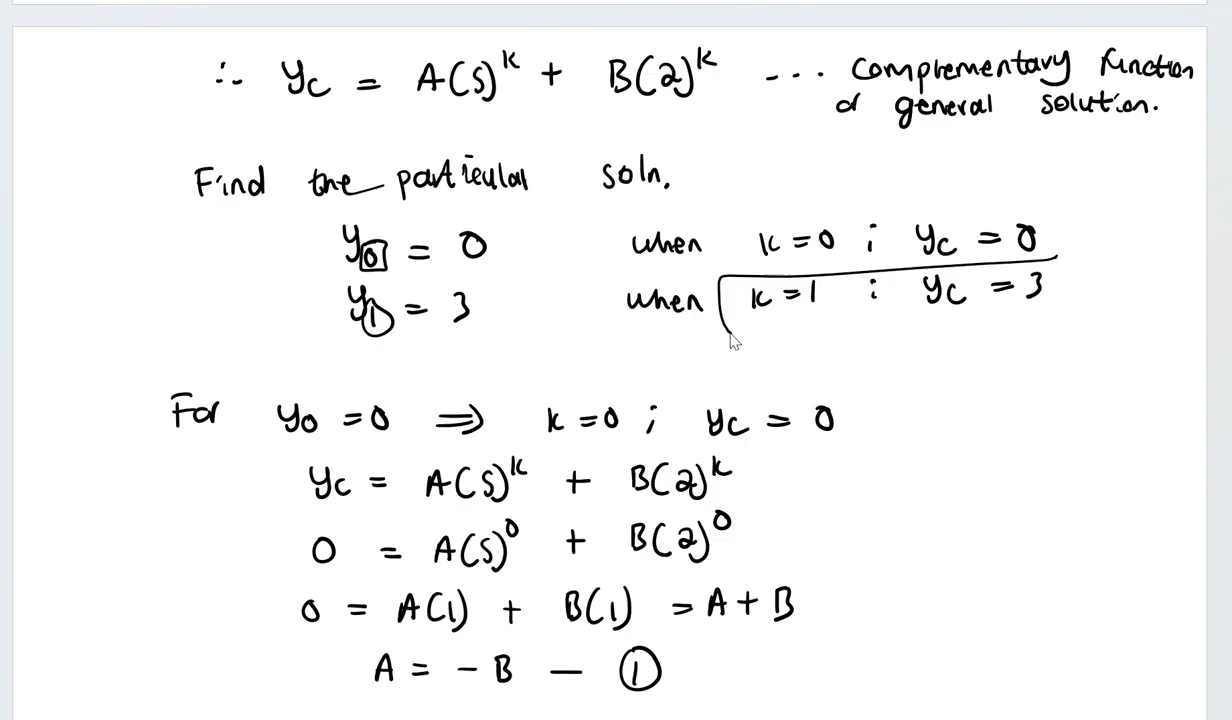 ∴ yc = A(5)^k + B(2)^k --- complementary function
or general solution.
Find the particular soln.
y0 = 0 when k=0 ; yc = 0
y1 = 3 when k=1 ; yc = 3
For y0 = 0 ⟹ k=0 ; yc = 0
yc = A(5)^k + B(2)^k
0 = A(5)^0 + B(2)^0
0 = A(1) + B(1) = A + B
A = - B — ①